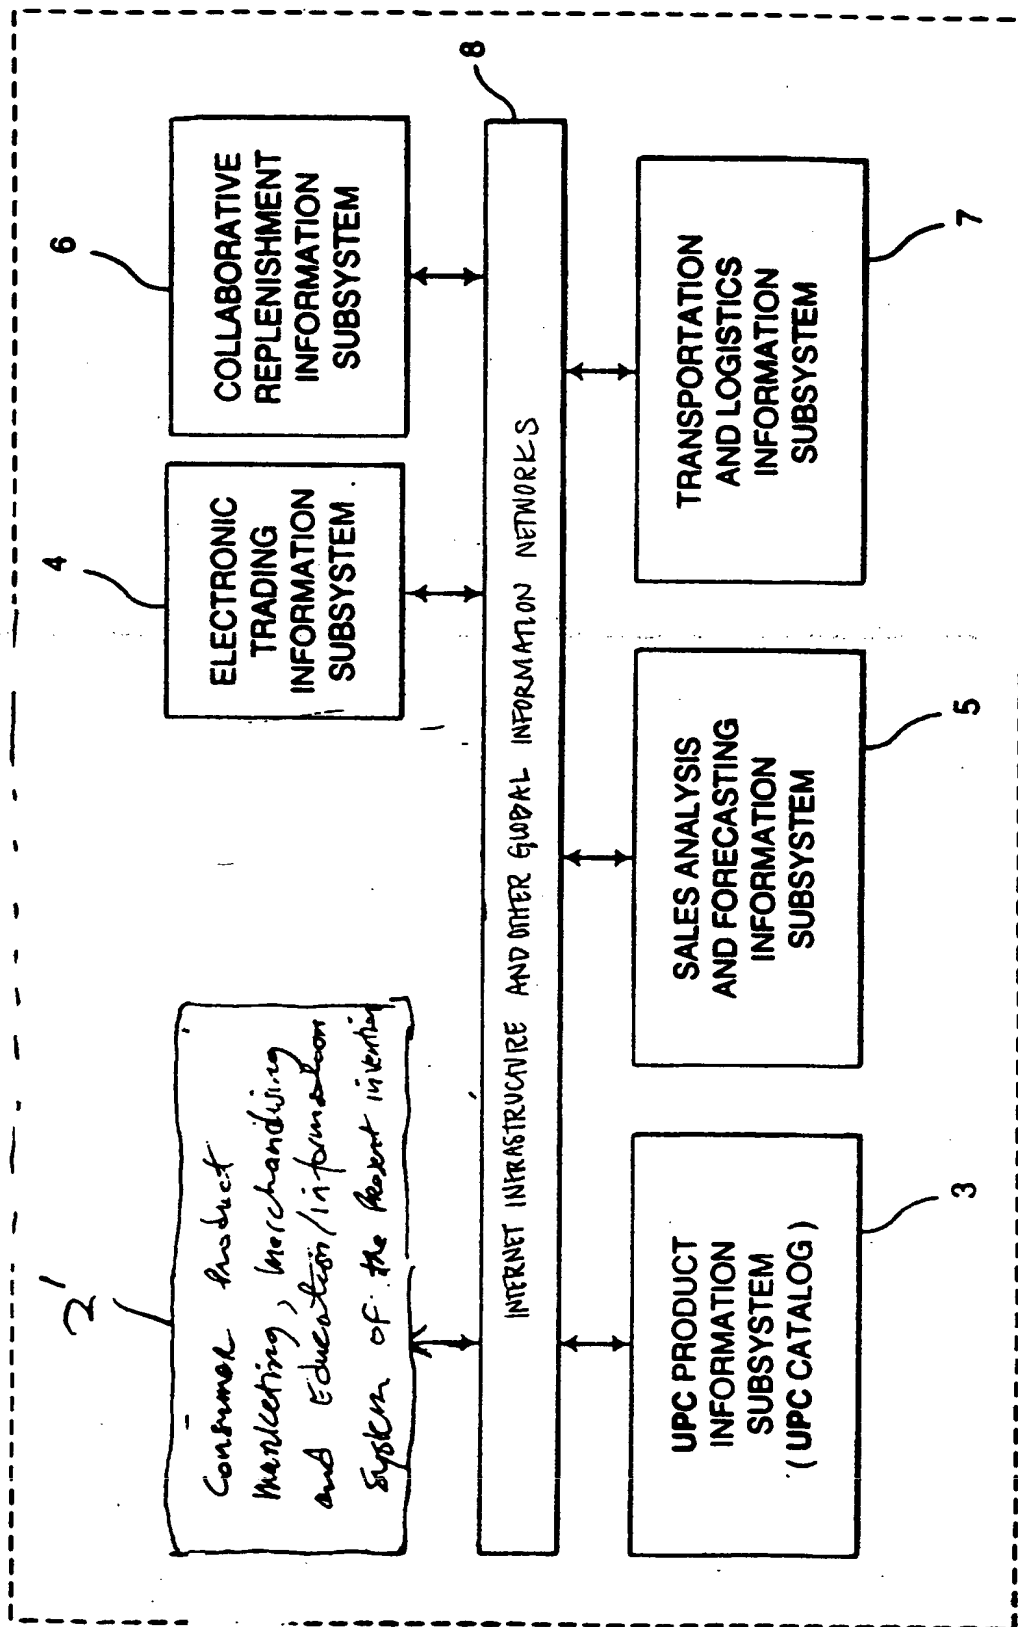 2'
Consumer Product
Marketing, Merchandising
and Education/information
System of the Present invention
4
ELECTRONIC
TRADING
INFORMATION
SUBSYSTEM
6
COLLABORATIVE
REPLENISHMENT
INFORMATION
SUBSYSTEM
8
INTERNET INFRASTRUCTURE AND OTHER GLOBAL INFORMATION NETWORKS
UPC PRODUCT
INFORMATION
SUBSYSTEM
(UPC CATALOG)
3
SALES ANALYSIS
AND FORECASTING
INFORMATION
SUBSYSTEM
5
TRANSPORTATION
AND LOGISTICS
INFORMATION
SUBSYSTEM
7